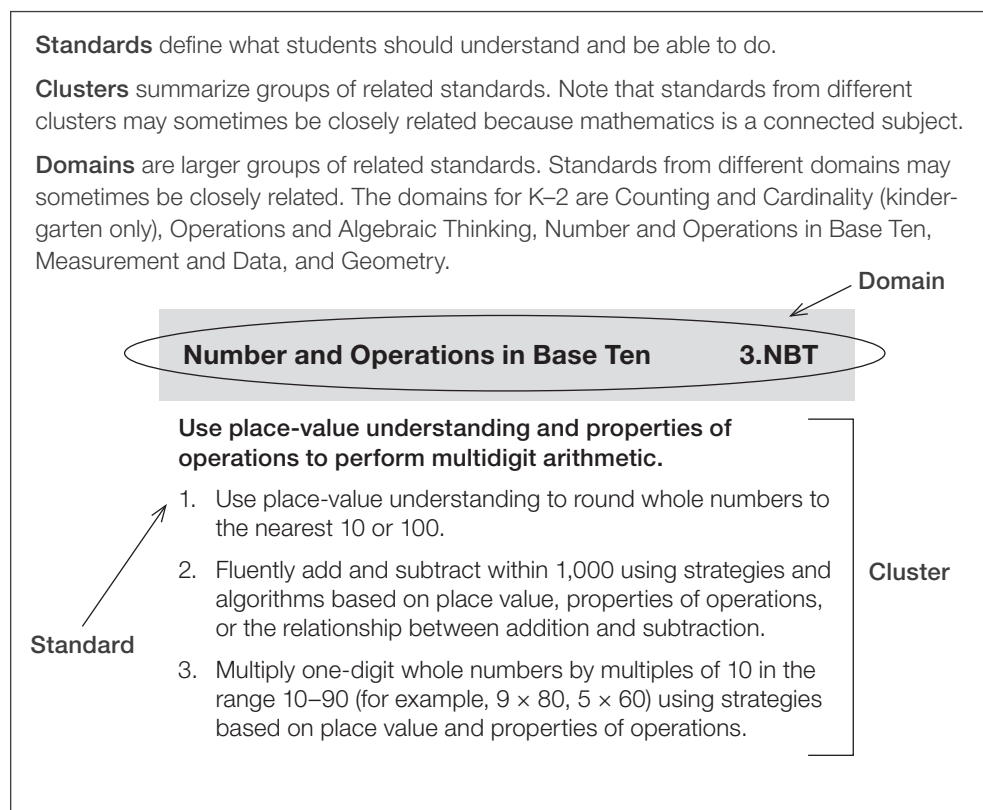 Standards define what students should understand and be able to do.
Clusters summarize groups of related standards. Note that standards from different
clusters may sometimes be closely related because mathematics is a connected subject.
Domains are larger groups of related standards. Standards from different domains may
sometimes be closely related. The domains for K–2 are Counting and Cardinality (kinder-
garten only), Operations and Algebraic Thinking, Number and Operations in Base Ten,
Measurement and Data, and Geometry.
Domain
Number and Operations in Base Ten 3.NBT
Use place-value understanding and properties of
operations to perform multidigit arithmetic.
1. Use place-value understanding to round whole numbers to
the nearest 10 or 100.
2. Fluently add and subtract within 1,000 using strategies and
algorithms based on place value, properties of operations,
or the relationship between addition and subtraction.
3. Multiply one-digit whole numbers by multiples of 10 in the
range 10–90 (for example, 9 × 80, 5 × 60) using strategies
based on place value and properties of operations.
Cluster
Standard